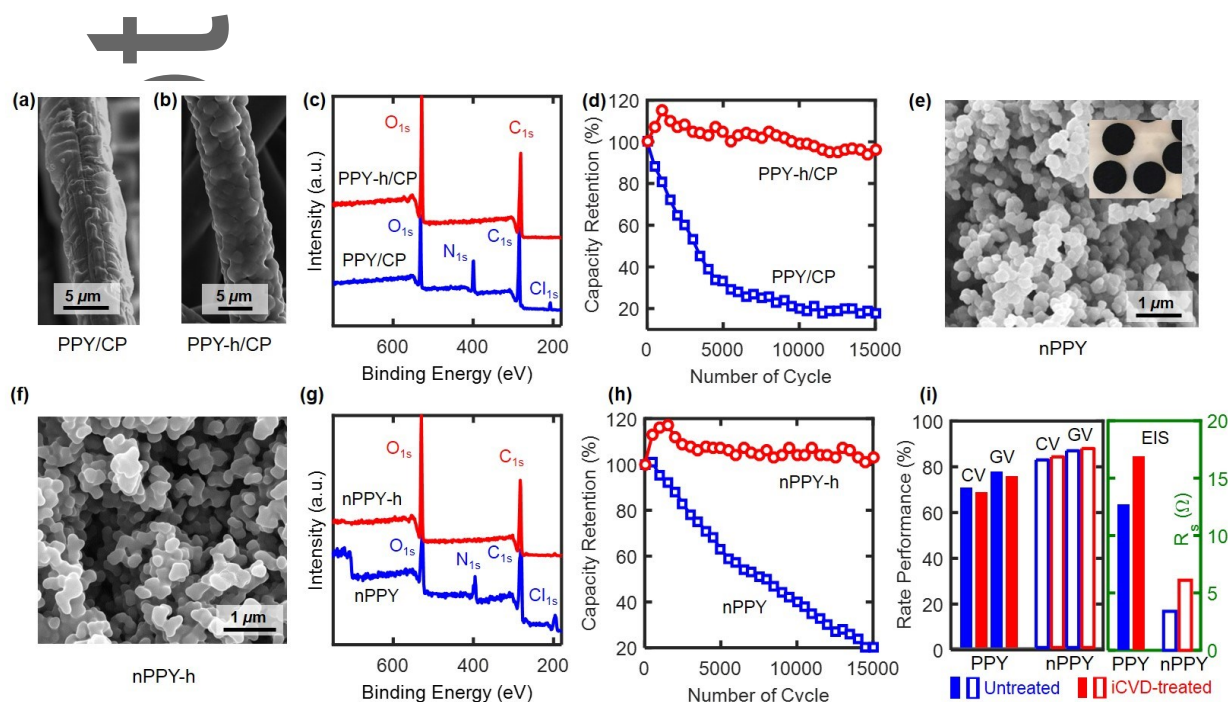 (a)
(b)
(c)
(d)
(e)
5 µm
PPY/CP
5 µm
PPY-h/CP
Intensity (a.u.)
O1s
C1s
PPY-h/CP
O1s
N1s
C1s
PPY/CP
Cl1s
600
400
200
Binding Energy (eV)
Capacity Retention (%)
120
100
80
60
40
20
PPY-h/CP
PPY/CP
0
5000
10000
15000
Number of Cycle
1 µm
nPPY
(f)
(g)
(h)
(i)
1 µm
nPPY-h
Intensity (a.u.)
O1s
C1s
nPPY-h
O1s
N1s
C1s
nPPY
Cl1s
600
400
200
Binding Energy (eV)
Capacity Retention (%)
120
100
80
60
40
20
nPPY-h
nPPY
0
5000
10000
15000
Number of Cycle
Rate Performance (%)
100
80
60
40
20
0
CV
GV
CV
GV
EIS
20
15
10
5
0
Rs (Ω)
PPY
nPPY
PPY
nPPY
Untreated
iCVD-treated